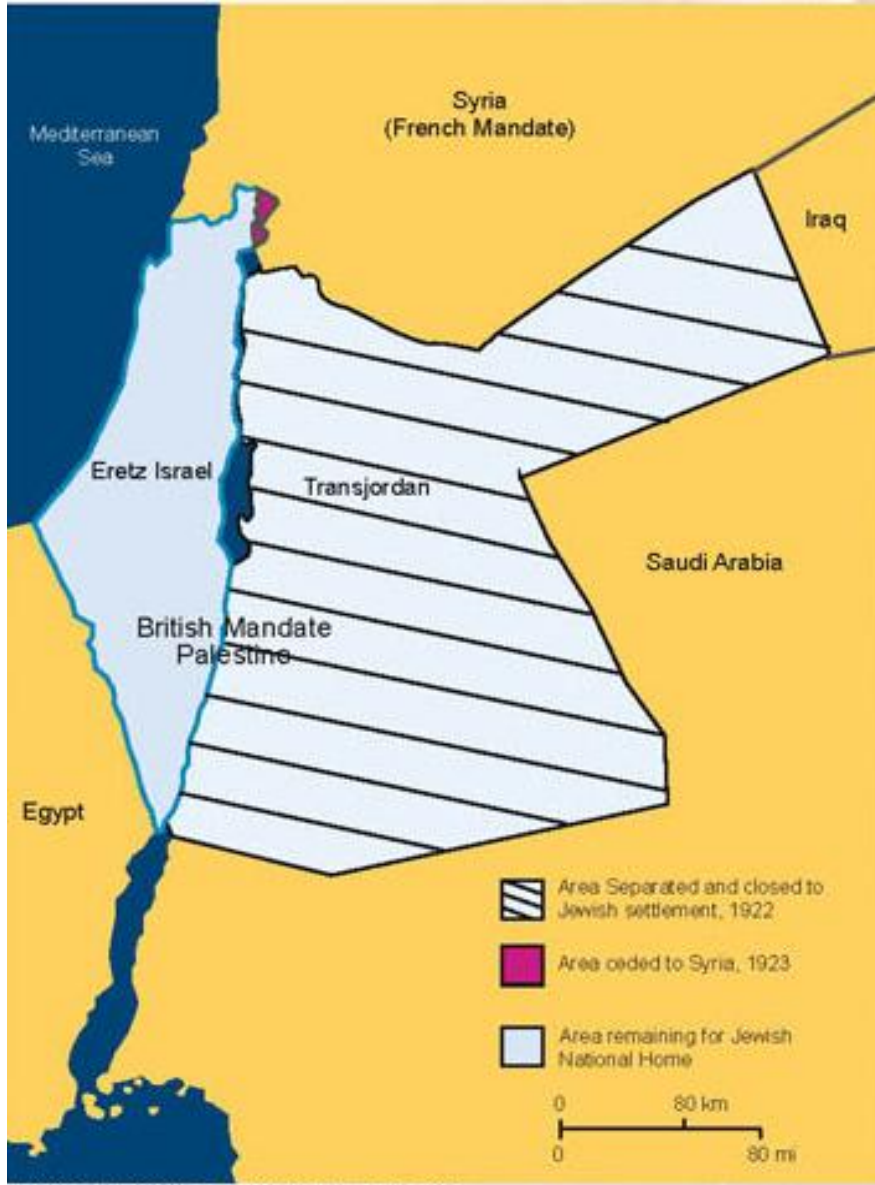 Syria
(French Mandate)
Mediterranean
Sea
Iraq
Eretz Israel
Transjordan
Saudi Arabia
British Mandate
Palestine
Egypt
Area Separated and closed to
Jewish settlement, 1922
Area ceded to Syria, 1923
Area remaining for Jewish
National Home
0 80 km
0 80 mi